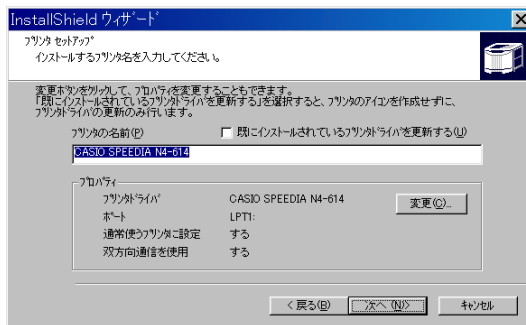 InstallShield ウィザード
プリンタ セットアップ
インストールするプリンタ名を入力してください。
変更ボタンをクリックして、プロパティを変更することもできます。
「既にインストールされているプリンタドライバを更新する」を選択すると、プリンタのアイコンを作成せずに、
プリンタドライバの更新のみ行います。
プリンタの名前(P)
既にインストールされているプリンタドライバを更新する(U)
CASIO SPEEDIA N4-614
プロパティ
プリンタドライバ CASIO SPEEDIA N4-614
ポート LPT1:
通常使うプリンタに設定 する
双方向通信を使用 する
変更(C)...
< 戻る(B)
次へ (N)>
キャンセル